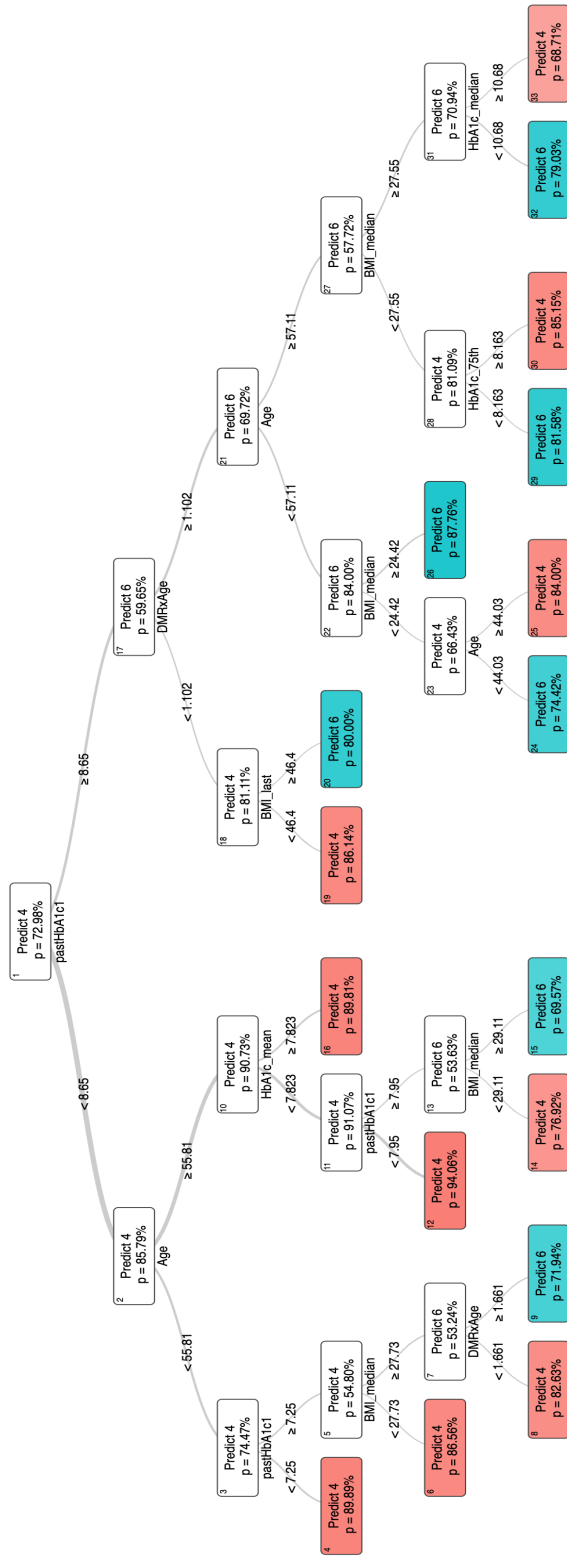 1
Predict 4
p = 72.98%
pastHbA1c1
< 8.65
≥ 8.65
2
Predict 4
p = 85.79%
Age
< 55.81
≥ 55.81
3
Predict 4
p = 74.47%
pastHbA1c1
< 7.25
≥ 7.25
4
Predict 4
p = 89.89%
5
Predict 4
p = 54.80%
BMI_median
< 27.73
≥ 27.73
6
Predict 4
p = 86.56%
7
Predict 6
p = 53.24%
DMRxAge
< 1.661
≥ 1.661
8
Predict 4
p = 82.63%
9
Predict 6
p = 71.94%
10
Predict 4
p = 90.73%
HbA1c_mean
< 7.823
≥ 7.823
11
Predict 4
p = 91.07%
pastHbA1c1
< 7.95
≥ 7.95
12
Predict 4
p = 94.06%
13
Predict 6
p = 53.63%
BMI_median
< 29.11
≥ 29.11
14
Predict 4
p = 76.92%
15
Predict 6
p = 69.57%
16
Predict 4
p = 89.81%
17
Predict 6
p = 59.65%
DMRxAge
< 1.102
≥ 1.102
18
Predict 4
p = 81.11%
BMI_last
< 46.4
≥ 46.4
19
Predict 4
p = 86.14%
20
Predict 6
p = 80.00%
21
Predict 6
p = 69.72%
Age
< 57.11
≥ 57.11
22
Predict 6
p = 84.00%
BMI_median
< 24.42
≥ 24.42
23
Predict 4
p = 66.43%
Age
< 44.03
≥ 44.03
24
Predict 6
p = 74.42%
25
Predict 4
p = 84.00%
26
Predict 6
p = 87.76%
27
Predict 6
p = 57.72%
BMI_median
< 27.55
≥ 27.55
28
Predict 4
p = 81.09%
HbA1c_75th
< 8.163
≥ 8.163
29
Predict 6
p = 81.58%
30
Predict 4
p = 85.15%
31
Predict 6
p = 70.94%
HbA1c_median
< 10.68
≥ 10.68
32
Predict 6
p = 79.03%
33
Predict 4
p = 68.71%